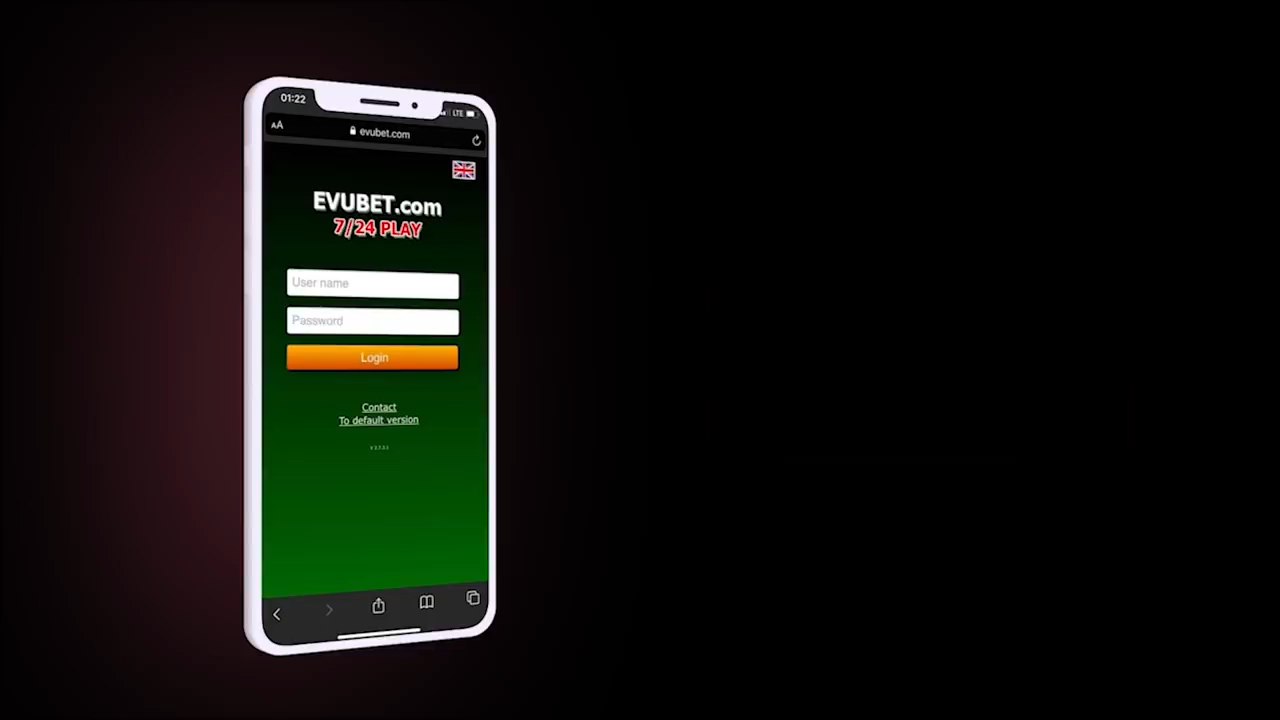 01:22
LTE
AA
evubet.com
EVUBET.com
7/24 PLAY
User name
Password
Login
Contact
To default version